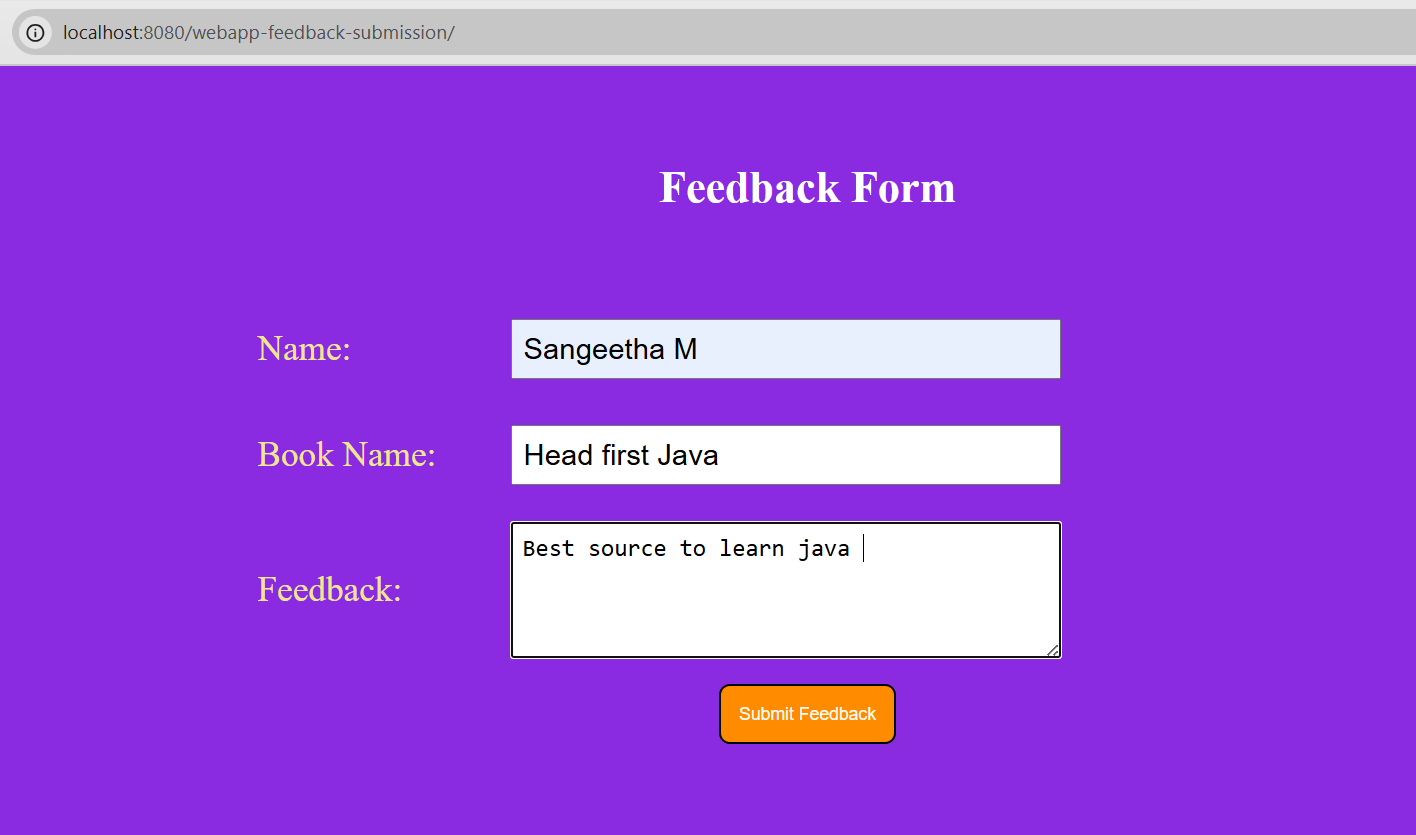 localhost:8080/webapp-feedback-submission/
Feedback Form
Name:
Sangeetha M
Book Name:
Head first Java
Feedback:
Best source to learn java
Submit Feedback